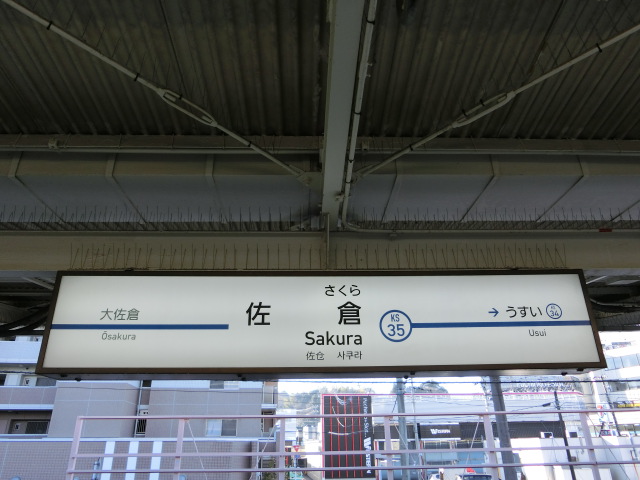 さくら
佐倉
Sakura
佐仓 사쿠라
KS
35
大佐倉
Ōsakura
→ うすい KS 34
Usui